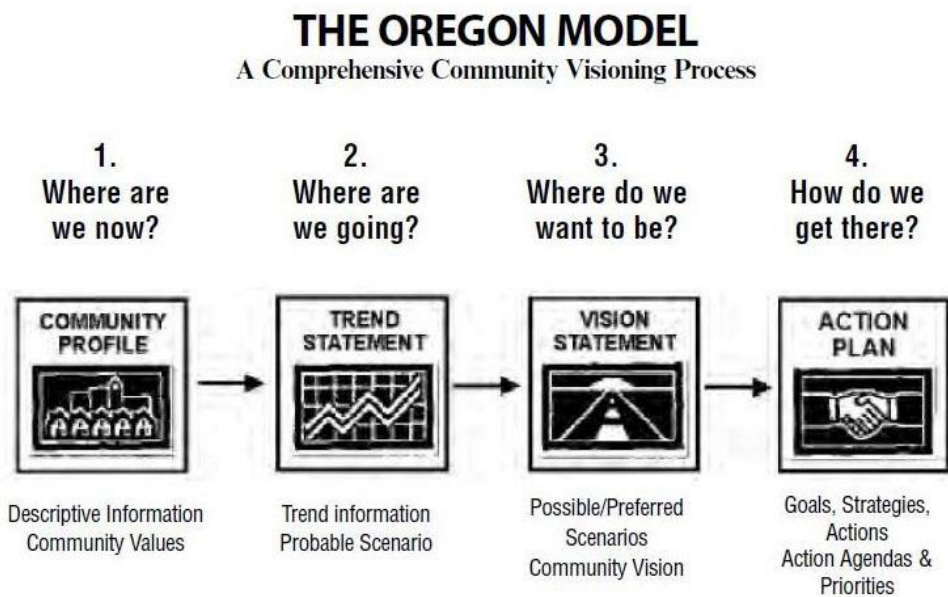 THE OREGON MODEL
A Comprehensive Community Visioning Process
1.
Where are
we now?
2.
Where are
we going?
3.
Where do we
want to be?
4.
How do we
get there?
COMMUNITY
PROFILE
TREND
STATEMENT
VISION
STATEMENT
ACTION
PLAN
Descriptive Information
Community Values
Trend information
Probable Scenario
Possible/Preferred
Scenarios
Community Vision
Goals, Strategies,
Actions
Action Agendas &
Priorities